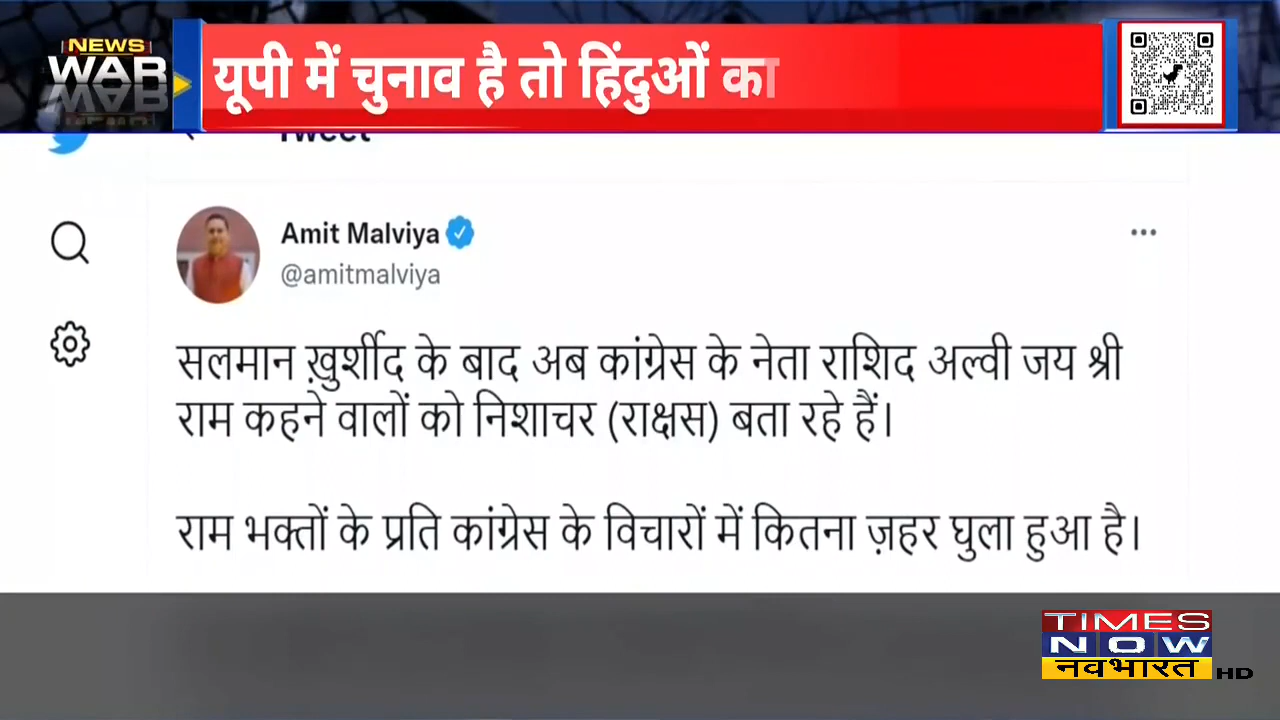 NEWS
WAR
यूपी में चुनाव है तो हिंदुओं का
Tweet
Amit Malviya
@amitmalviya
सलमान ख़ुर्शीद के बाद अब कांग्रेस के नेता राशिद अल्वी जय श्री
राम कहने वालों को निशाचर (राक्षस) बता रहे हैं।
राम भक्तों के प्रति कांग्रेस के विचारों में कितना ज़हर घुला हुआ है।
TIMES
NOW
नवभारत HD